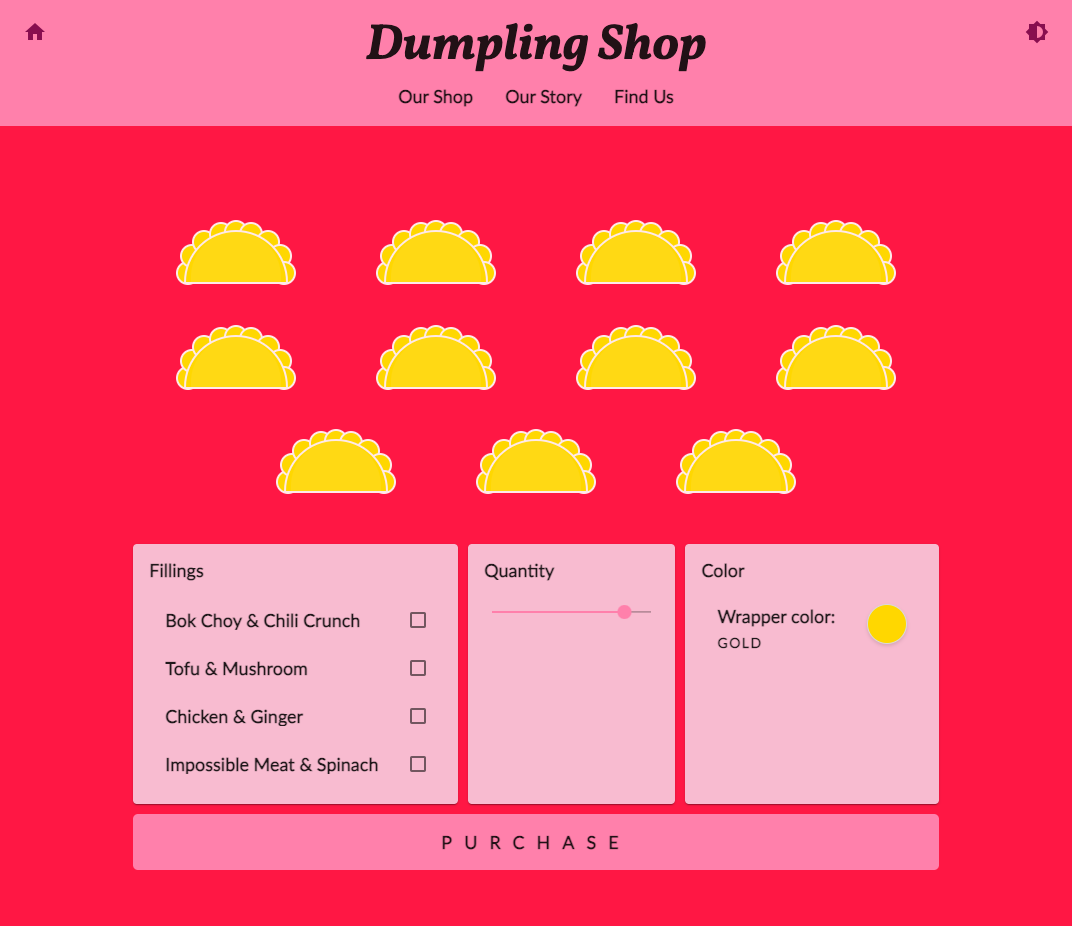 Dumpling Shop
Our Shop Our Story Find Us
Fillings
Bok Choy & Chili Crunch
Tofu & Mushroom
Chicken & Ginger
Impossible Meat & Spinach
Quantity
Color
Wrapper color:
GOLD
PURCHASE